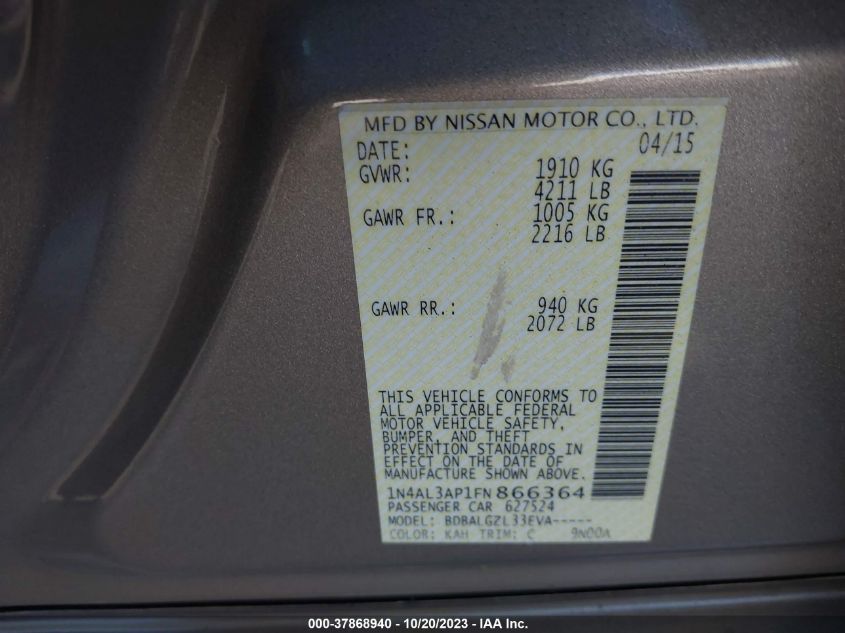 MFD BY NISSAN MOTOR CO., LTD.
DATE: 04/15
GVWR: 1910 KG
4211 LB
GAWR FR.: 1005 KG
2216 LB
GAWR RR.: 940 KG
2072 LB
THIS VEHICLE CONFORMS TO
ALL APPLICABLE FEDERAL
MOTOR VEHICLE SAFETY,
BUMPER, AND THEFT
PREVENTION STANDARDS IN
EFFECT ON THE DATE OF
MANUFACTURE SHOWN ABOVE.
1N4AL3AP1FN866364
PASSENGER CAR 627524
MODEL: BDBALGZL33EVA-----
COLOR: KAH TRIM: C 9N00A
000-37868940 - 10/20/2023 - IAA Inc.